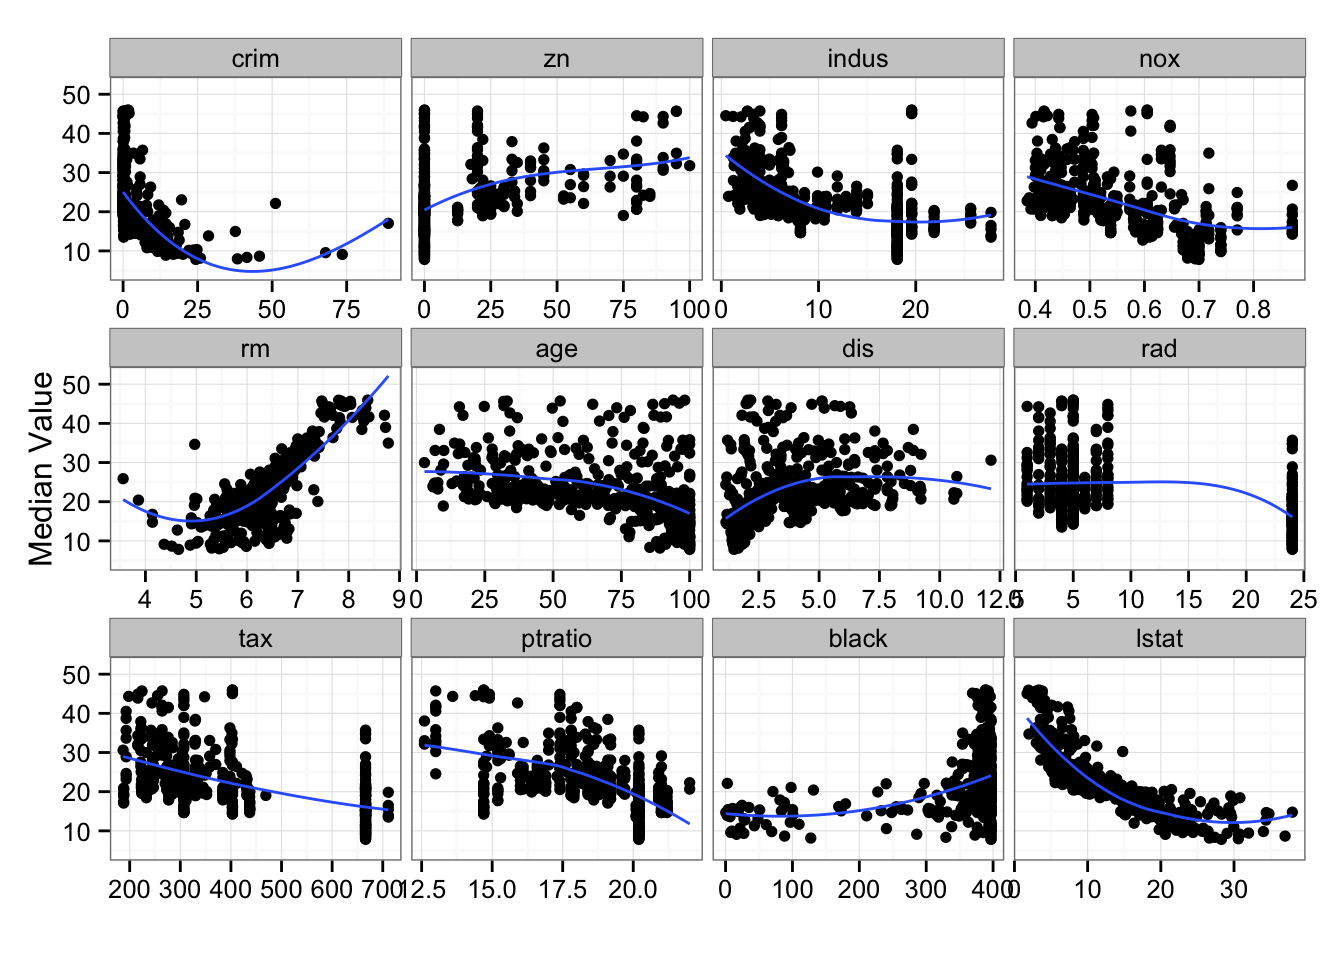 crim zn indus nox
50
40
30
20
10
0 25 50 75 0 25 50 75 100 0 10 20 0.4 0.5 0.6 0.7 0.8
rm age dis rad
50
40
30
20
10
4 5 6 7 8 9 0 25 50 75 100 2.5 5.0 7.5 10.0 12.5 0 5 10 15 20 25
tax ptratio black lstat
50
40
30
20
10
200 300 400 500 600 700 12.5 15.0 17.5 20.0 0 100 200 300 400 0 10 20 30
Median Value